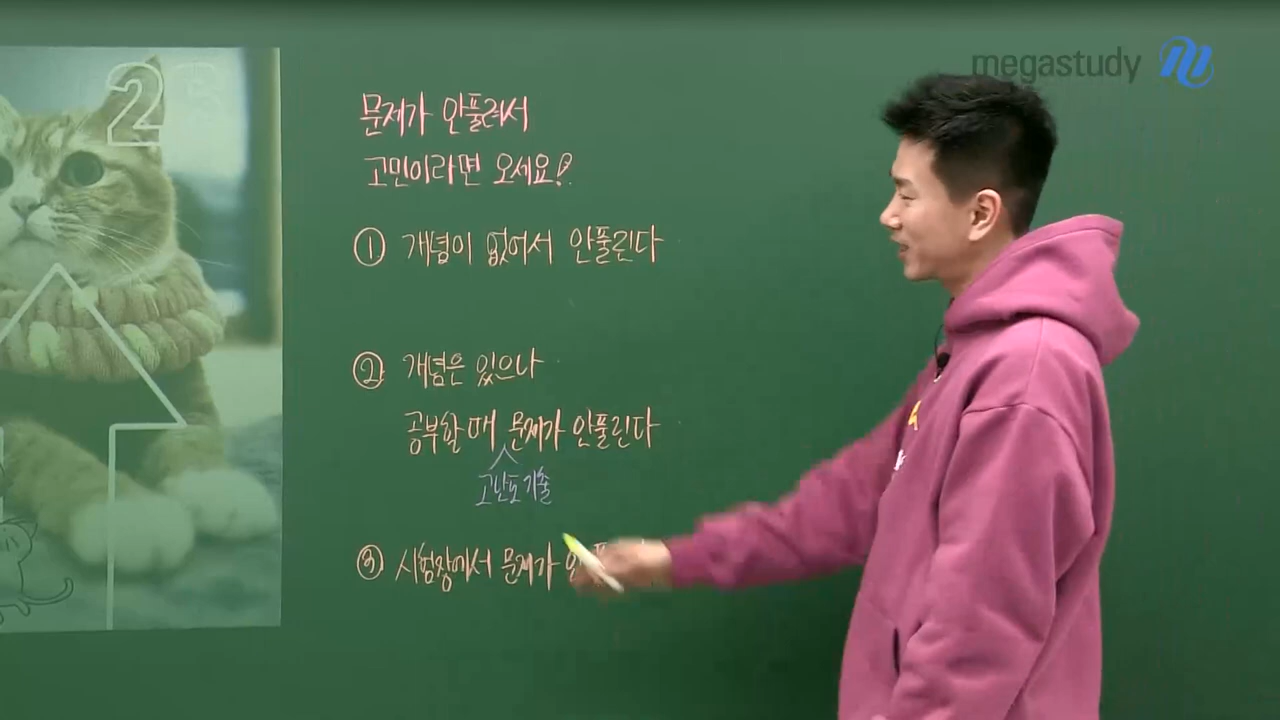 megastudy
2
문제가 안풀려서
고민이라면 오세요!
① 개념이 없어서 안풀린다
② 개념은 있으나
공부할 때 문제가 안풀린다
고난도 기출
③ 시험장에서 문제가